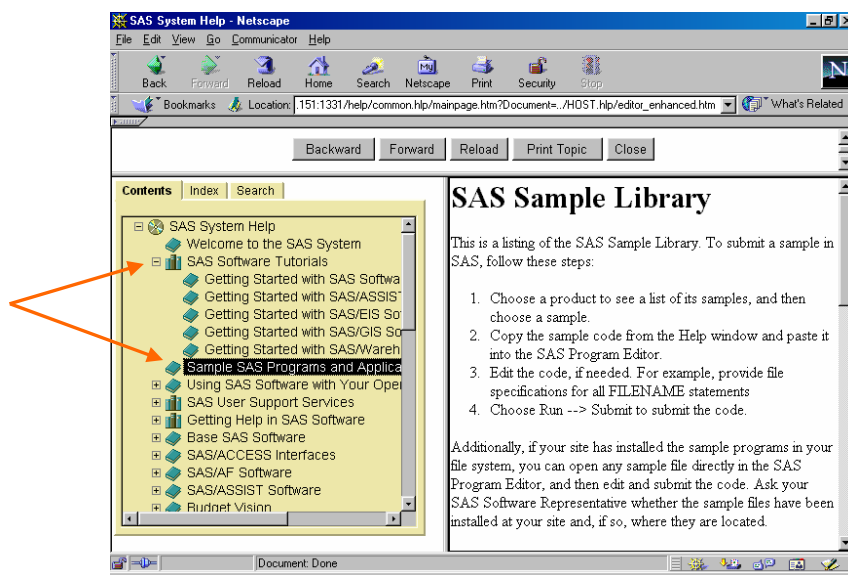 SAS System Help - Netscape
File Edit View Go Communicator Help
Back Forward Reload Home Search Netscape Print Security Stop
Bookmarks Location: .151:1331/help/common.hlp/mainpage.htm?Document=../HOST.hlp/editor_enhanced.htm What's Related
Backward Forward Reload Print Topic Close
Contents Index Search
SAS System Help
Welcome to the SAS System
SAS Software Tutorials
Getting Started with SAS Softwa
Getting Started with SAS/ASSIST
Getting Started with SAS/EIS So
Getting Started with SAS/GIS So
Getting Started with SAS/Wareh
Sample SAS Programs and Applica
Using SAS Software with Your Oper
SAS User Support Services
Getting Help in SAS Software
Base SAS Software
SAS/ACCESS Interfaces
SAS/AF Software
SAS/ASSIST Software
Budget Vision
SAS Sample Library
This is a listing of the SAS Sample Library. To submit a sample in
SAS, follow these steps:
1. Choose a product to see a list of its samples, and then
choose a sample.
2. Copy the sample code from the Help window and paste it
into the SAS Program Editor.
3. Edit the code, if needed. For example, provide file
specifications for all FILENAME statements
4. Choose Run --> Submit to submit the code.
Additionally, if your site has installed the sample programs in your
file system, you can open any sample file directly in the SAS
Program Editor, and then edit and submit the code. Ask your
SAS Software Representative whether the sample files have been
installed at your site and, if so, where they are located.
Document: Done